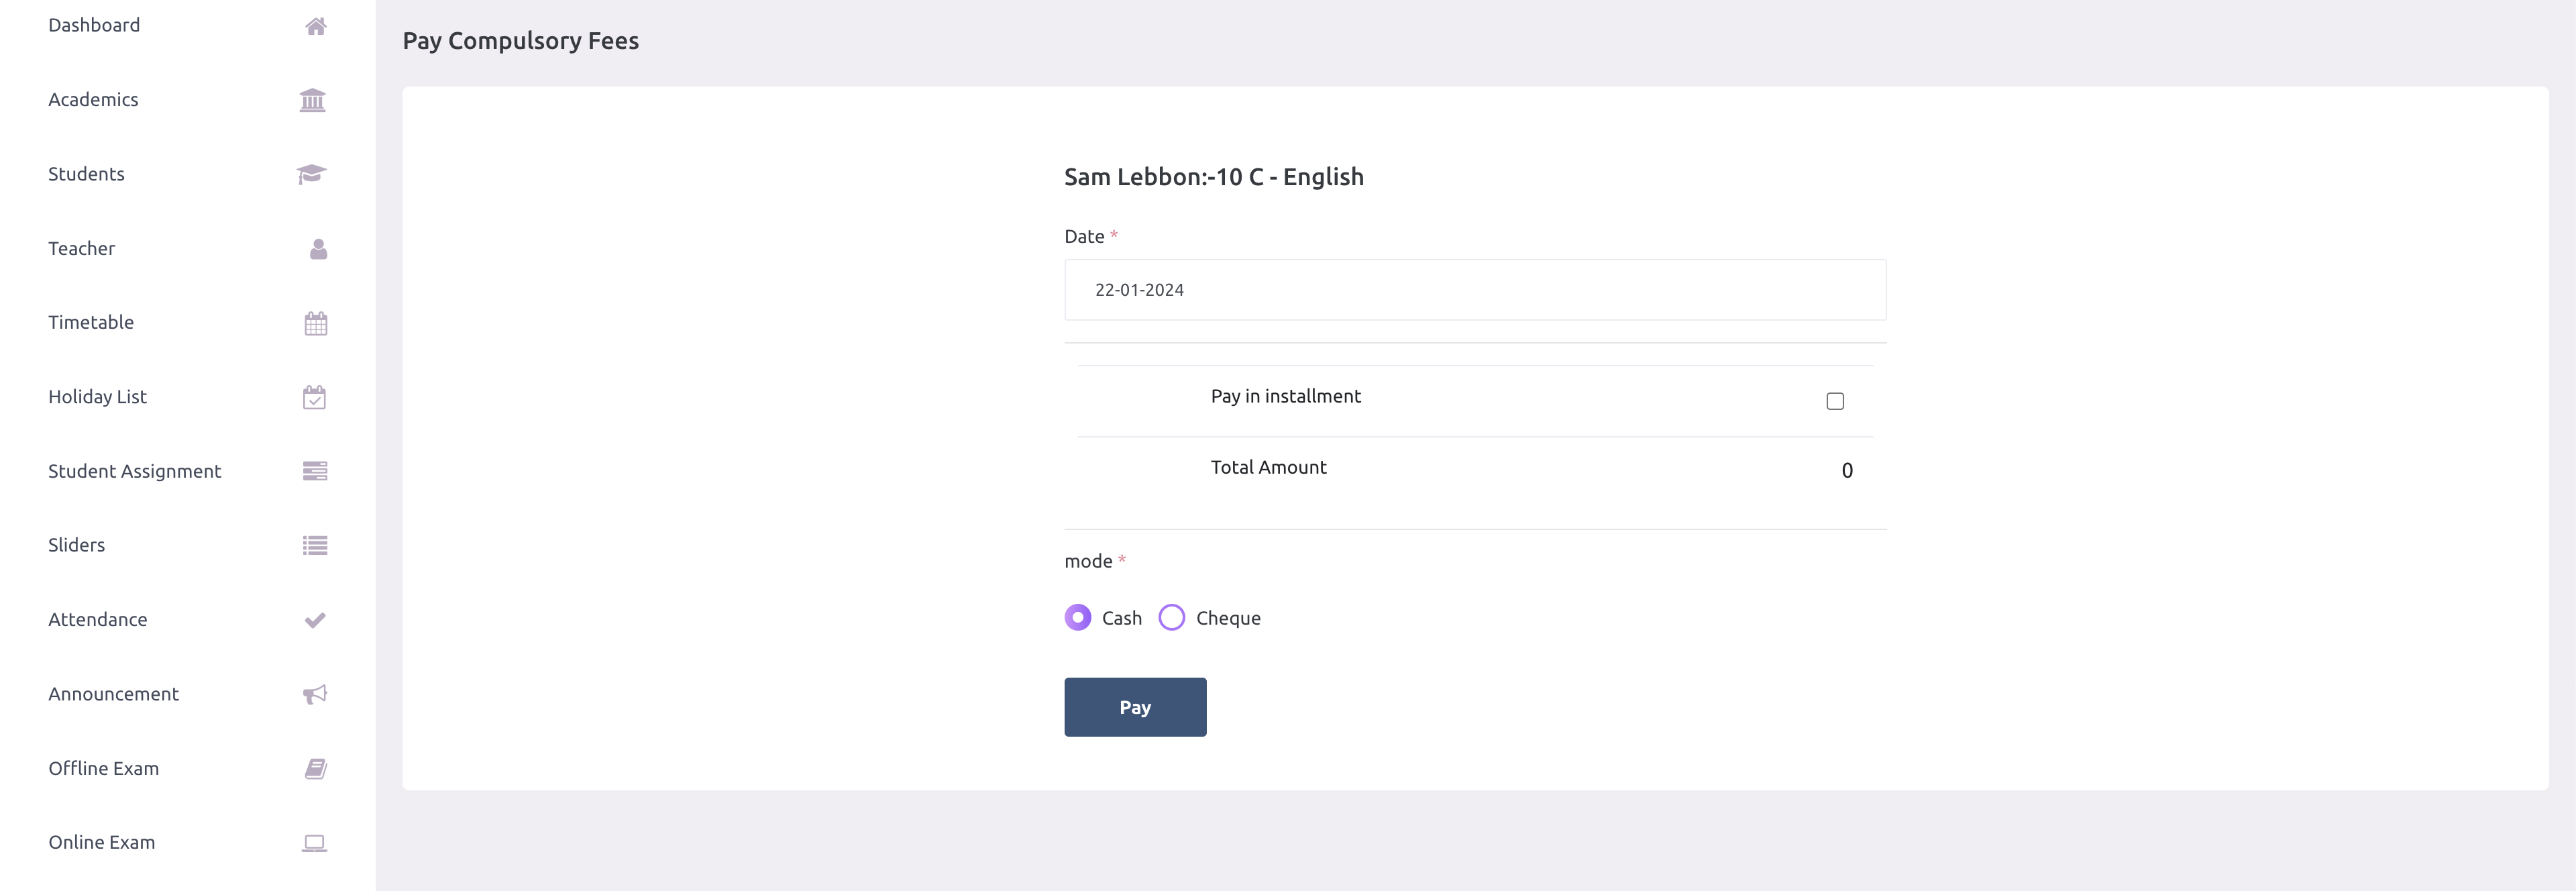 Dashboard
Academics
Students
Teacher
Timetable
Holiday List
Student Assignment
Sliders
Attendance
Announcement
Offline Exam
Online Exam
Pay Compulsory Fees
Sam Lebbon:-10 C - English
Date *
22-01-2024
Pay in installment
Total Amount 0
mode *
Cash Cheque
Pay